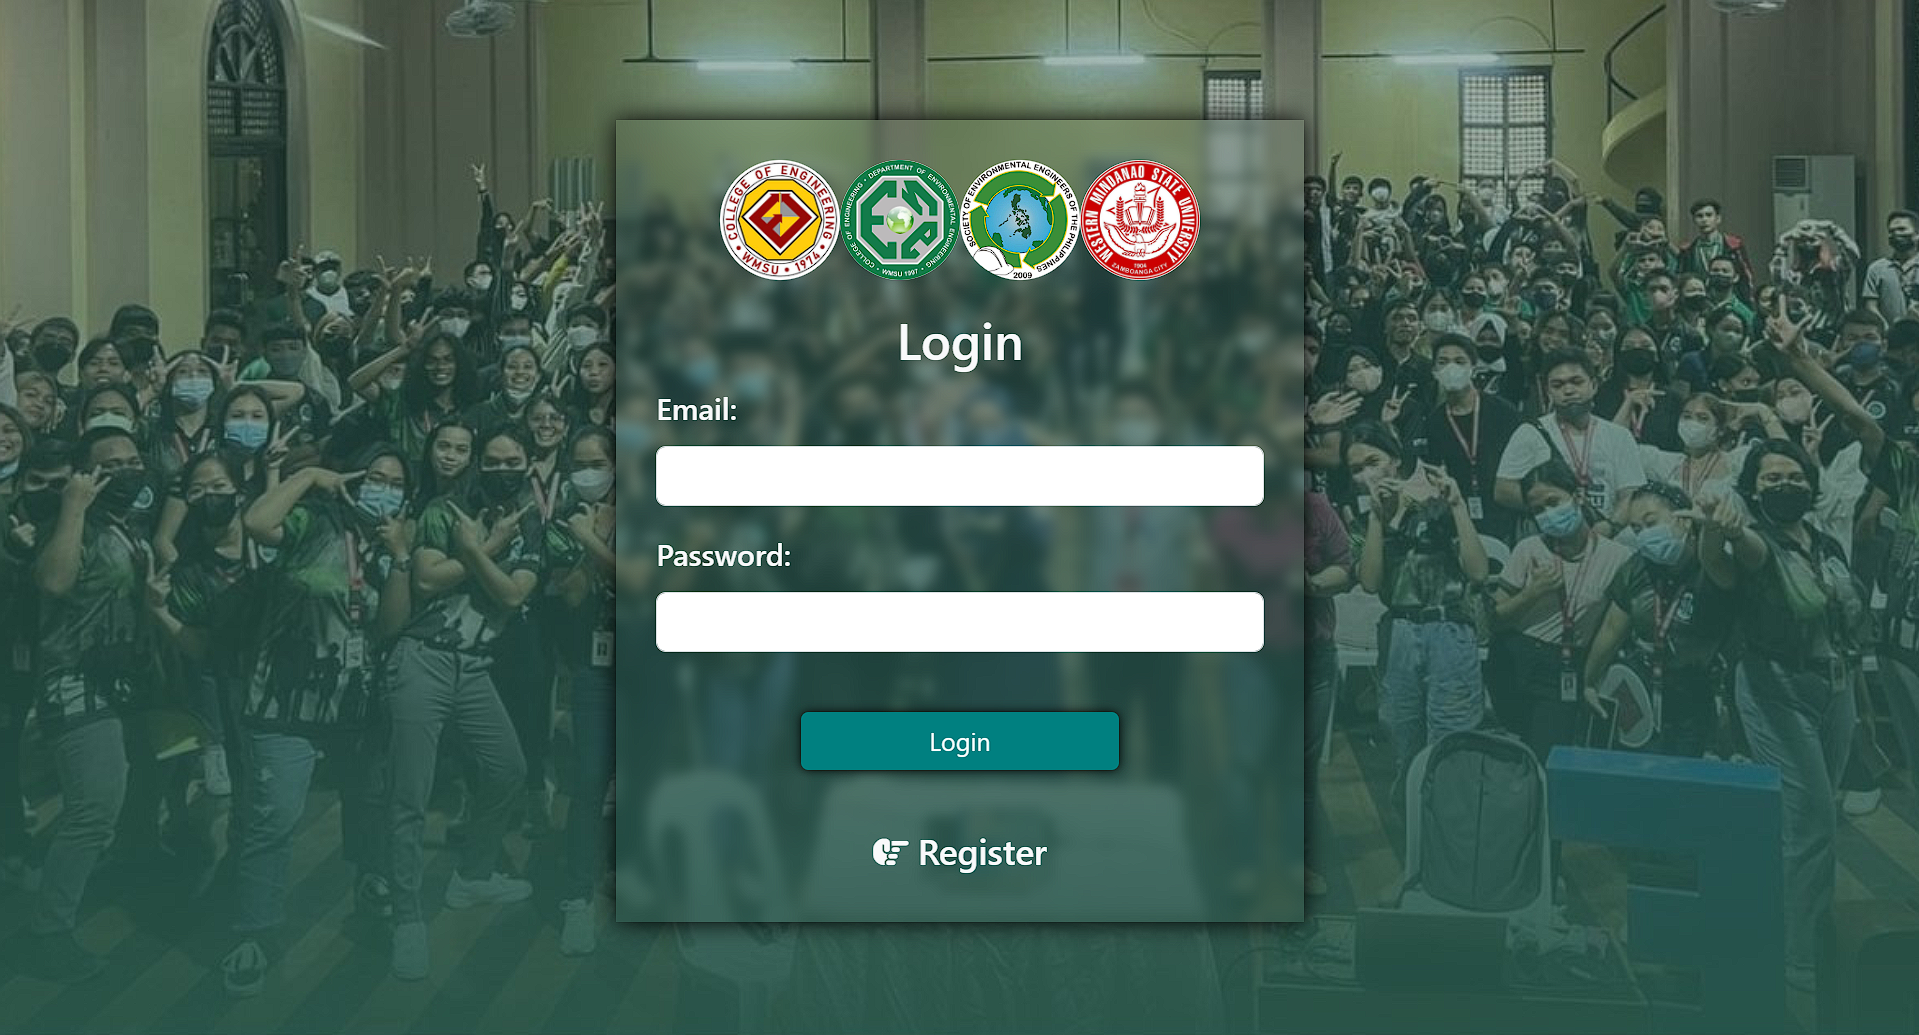 COLLEGE OF ENGINEERING
WMSU • 1974
DEPARTMENT OF ENVIRONMENTAL ENGINEERING
COLLEGE OF ENGINEERING
WMSU 1997
SOCIETY OF ENVIRONMENTAL ENGINEERS OF THE PHILIPPINES
2009
WESTERN MINDANAO STATE UNIVERSITY
1904
ZAMBOANGA CITY
Login
Email:
Password:
Login
Register